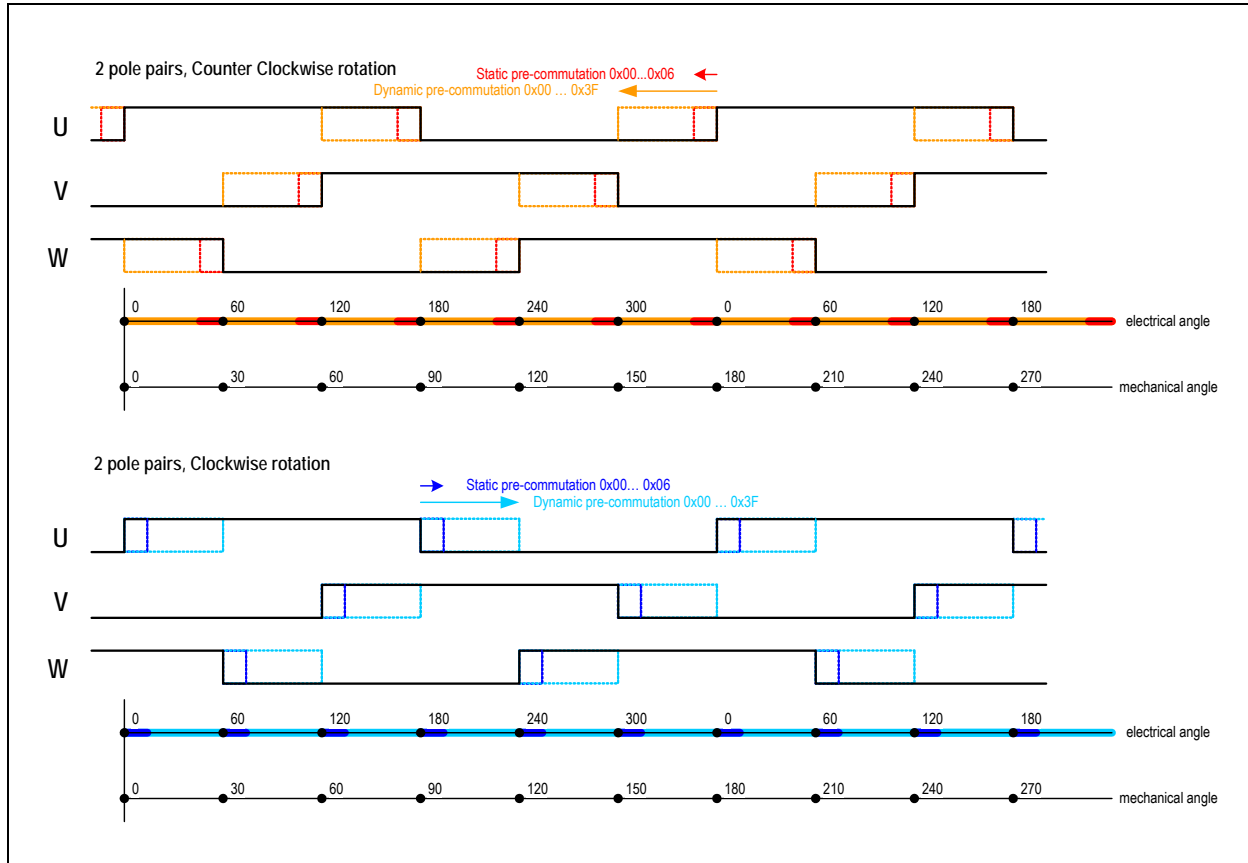 2 pole pairs, Counter Clockwise rotation
Static pre-commutation 0x00...0x06
Dynamic pre-commutation 0x00 ... 0x3F
U
V
W
0 60 120 180 240 300 0 60 120 180
electrical angle
0 30 60 90 120 150 180 210 240 270
mechanical angle
2 pole pairs, Clockwise rotation
Static pre-commutation 0x00... 0x06
Dynamic pre-commutation 0x00 ... 0x3F
U
V
W
0 60 120 180 240 300 0 60 120 180
electrical angle
0 30 60 90 120 150 180 210 240 270
mechanical angle